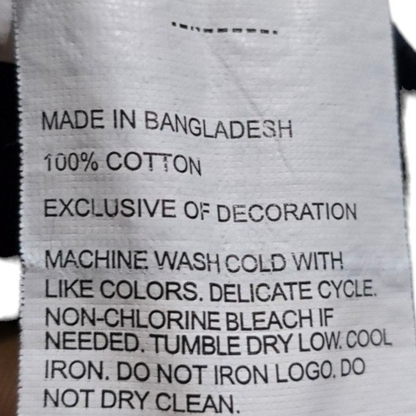 MADE IN BANGLADESH
100% COTTON
EXCLUSIVE OF DECORATION
MACHINE WASH COLD WITH
LIKE COLORS. DELICATE CYCLE.
NON-CHLORINE BLEACH IF
NEEDED. TUMBLE DRY LOW. COOL
IRON. DO NOT IRON LOGO. DO
NOT DRY CLEAN.